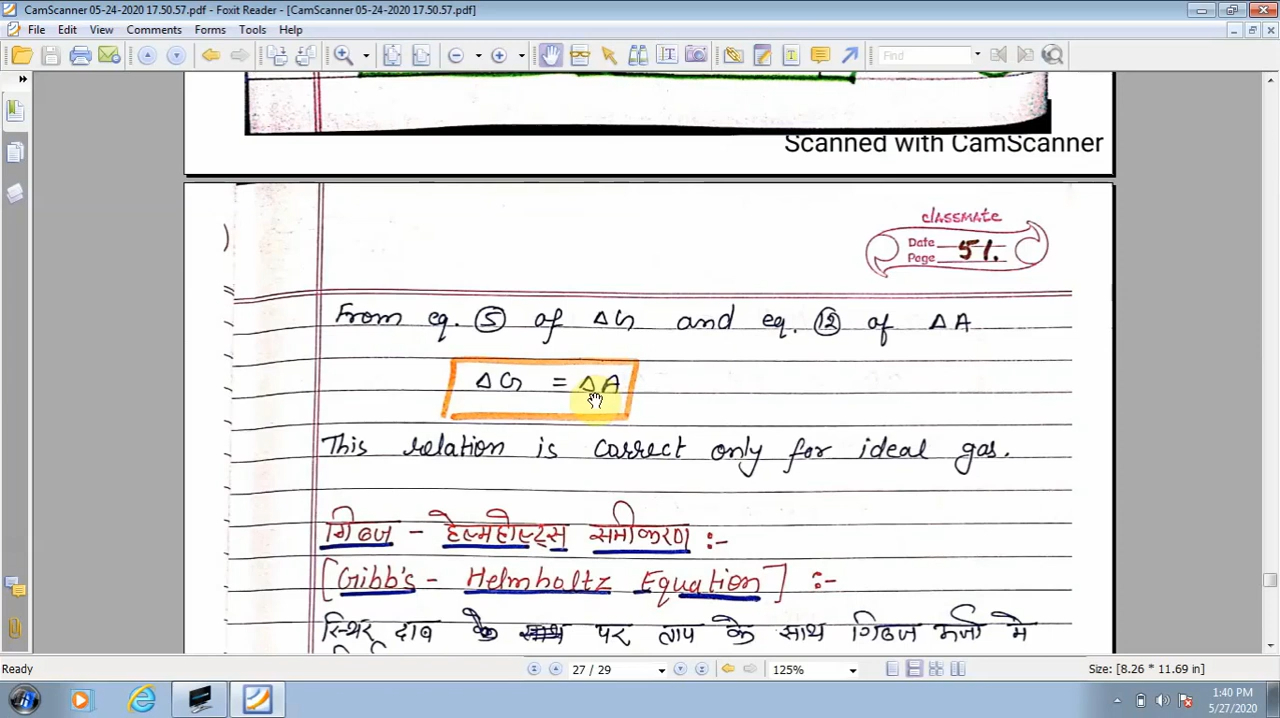 CamScanner 05-24-2020 17.50.57.pdf - Foxit Reader - [CamScanner 05-24-2020 17.50.57.pdf]
File Edit View Comments Forms Tools Help
Find
Scanned with CamScanner
classmate
Date
Page 51.
From eq. ⑤ of ΔG and eq. ⑫ of ΔA
ΔG = ΔA
This relation is correct only for ideal gas.
गिब्ज - हेल्महोल्ट्स समीकरण :-
[Gibb's - Helmholtz Equation] :-
स्थिर दाब पर ताप के साथ गिब्ज ऊर्जा मे
Ready
27 / 29
125%
Size: [8.26 * 11.69 in]
1:40 PM
5/27/2020